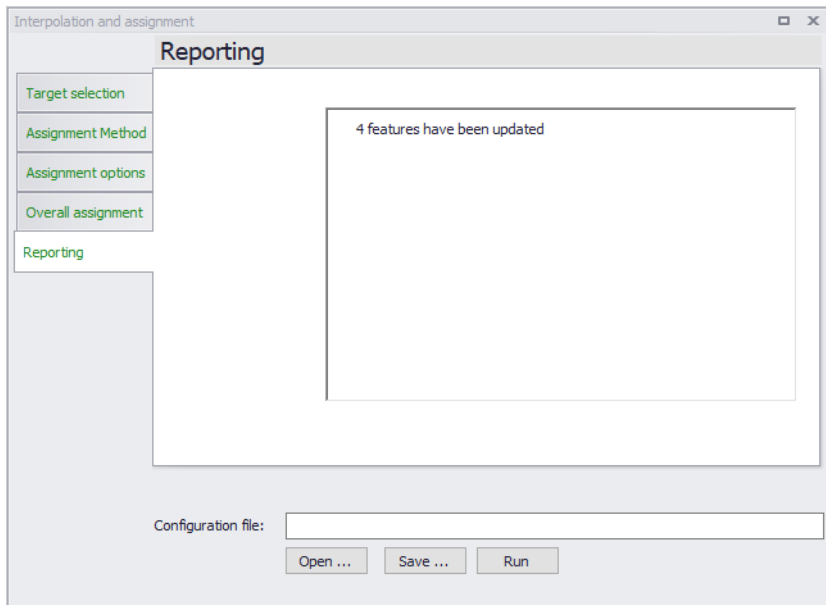 Interpolation and assignment
Reporting
Target selection
Assignment Method
Assignment options
Overall assignment
Reporting
4 features have been updated
Configuration file:
Open ...
Save ...
Run